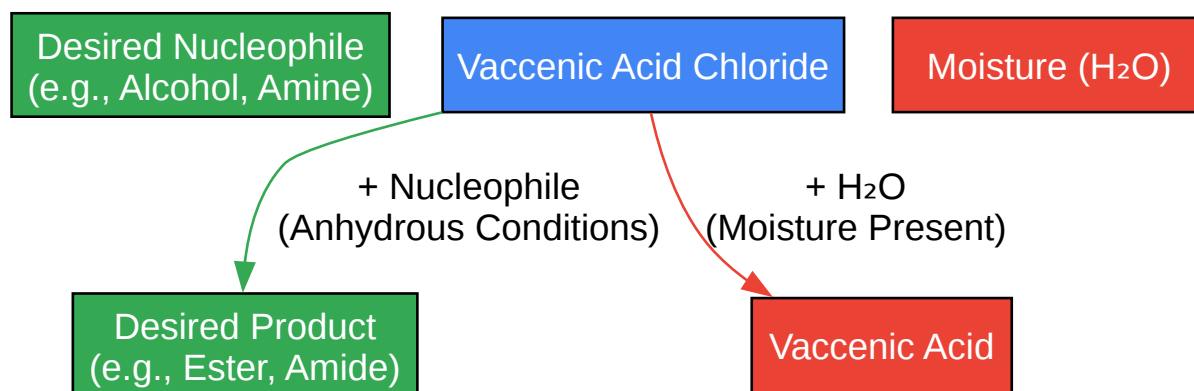 Desired Nucleophile
(e.g., Alcohol, Amine)
Vaccenic Acid Chloride
Moisture (H₂O)
+ Nucleophile
(Anhydrous Conditions)
+ H₂O
(Moisture Present)
Desired Product
(e.g., Ester, Amide)
Vaccenic Acid